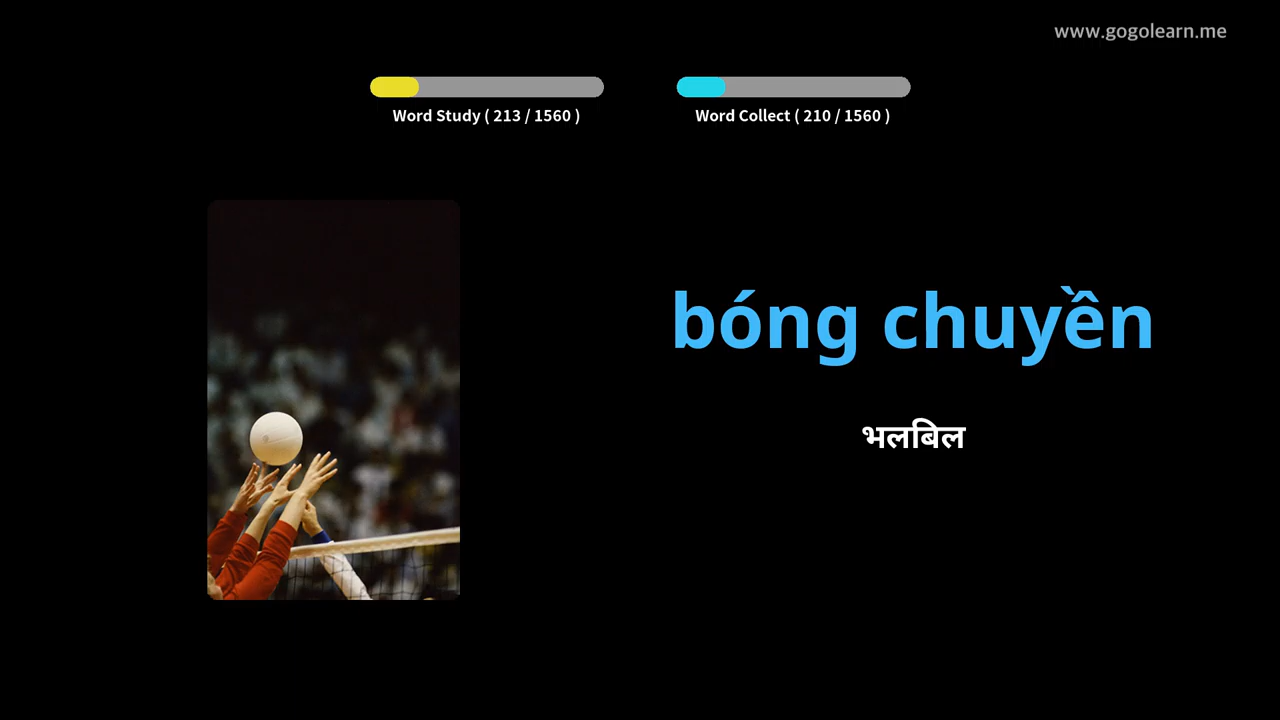 www.gogolearn.me
Word Study ( 213 / 1560 )
Word Collect ( 210 / 1560 )
bóng chuyền
भलबिल